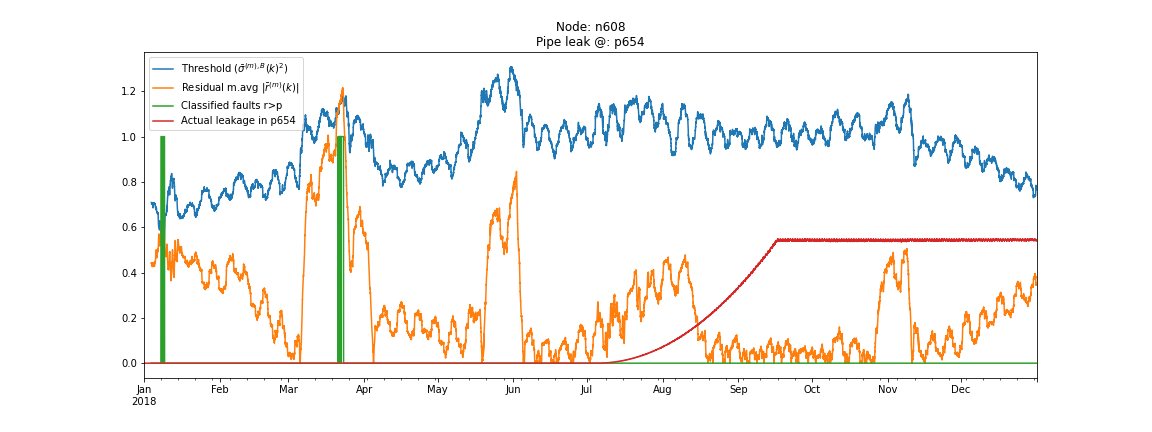 Node: n608
Pipe leak @: p654
Threshold (σ̄⁽ᵐ⁾,ᴮ(k)²)
Residual m.avg |r̄⁽ᵐ⁾(k)|
Classified faults r>p
Actual leakage in p654
1.2
1.0
0.8
0.6
0.4
0.2
0.0
Jan Feb Mar Apr May Jun Jul Aug Sep Oct Nov Dec
2018